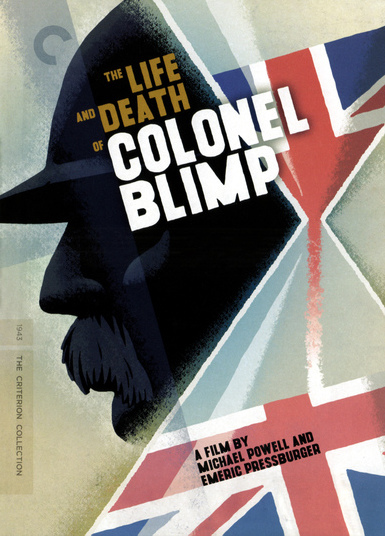 THE LIFE
AND DEATH
OF COLONEL
BLIMP
A FILM BY
MICHAEL POWELL AND
EMERIC PRESSBURGER
1943
THE CRITERION COLLECTION